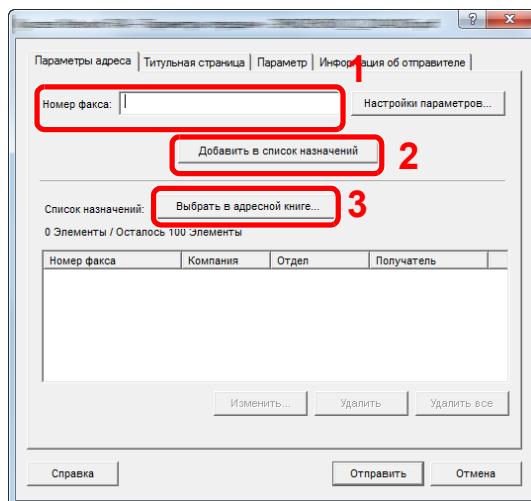 Параметры адреса Титульная страница Параметр Информация об отправителе
1
Номер факса: Настройки параметров...
Добавить в список назначений 2
Список назначений: Выбрать в адресной книге... 3
0 Элементы / Осталось 100 Элементы
Номер факса Компания Отдел Получатель
Изменить... Удалить Удалить все
Справка Отправить Отмена